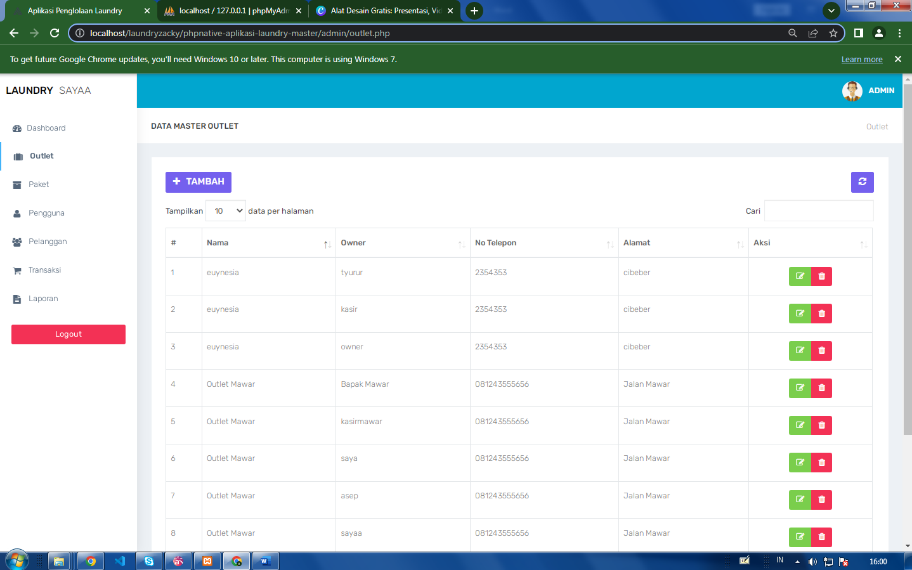 Aplikasi Penglolaan Laundry
localhost / 127.0.0.1 | phpMyAdm
Alat Desain Gratis: Presentasi, Vid
localhost/laundryzacky/phpnative-aplikasi-laundry-master/admin/outlet.php
To get future Google Chrome updates, you'll need Windows 10 or later. This computer is using Windows 7.
Learn more
LAUNDRY SAYAA
ADMIN
Dashboard
Outlet
Paket
Pengguna
Pelanggan
Transaksi
Laporan
Logout
DATA MASTER OUTLET
Outlet
+ TAMBAH
Tampilkan 10 data per halaman
Cari
# Nama Owner No Telepon Alamat Aksi
1 euynesia tyurur 2354353 cibeber
2 euynesia kasir 2354353 cibeber
3 euynesia owner 2354353 cibeber
4 Outlet Mawar Bapak Mawar 081243555656 Jalan Mawar
5 Outlet Mawar kasirmawar 081243555656 Jalan Mawar
6 Outlet Mawar saya 081243555656 Jalan Mawar
7 Outlet Mawar asep 081243555656 Jalan Mawar
8 Outlet Mawar sayaa 081243555656 Jalan Mawar
IN
16:00